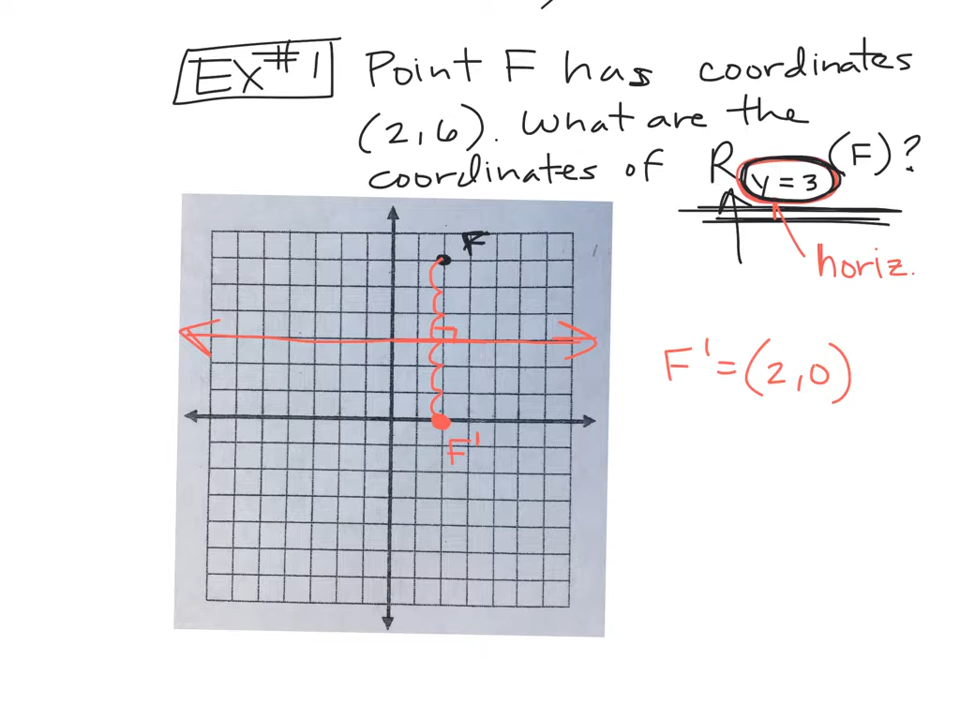 Ex#1 Point F has coordinates
(2,6). What are the
coordinates of R y=3 (F)?
F
horiz.
F'=(2,0)
F'